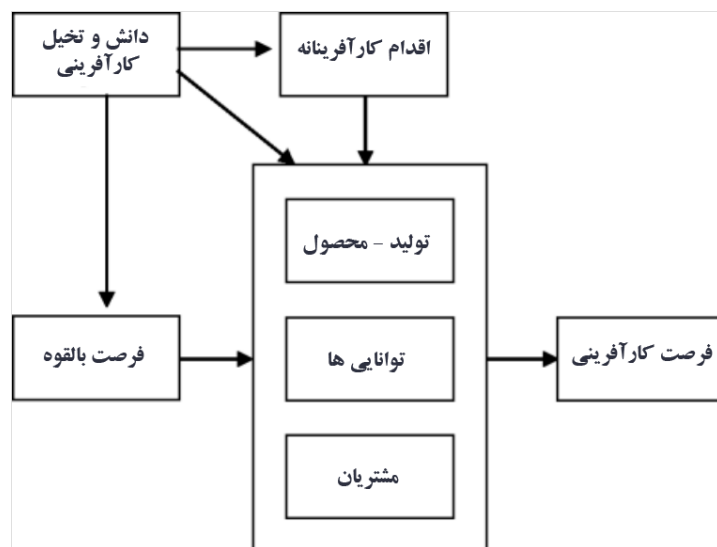 دانش و تخیل
کارآفرینی
اقدام کارآفرینانه
تولید - محصول
فرصت بالقوه
توانایی ها
فرصت کارآفرینی
مشتریان